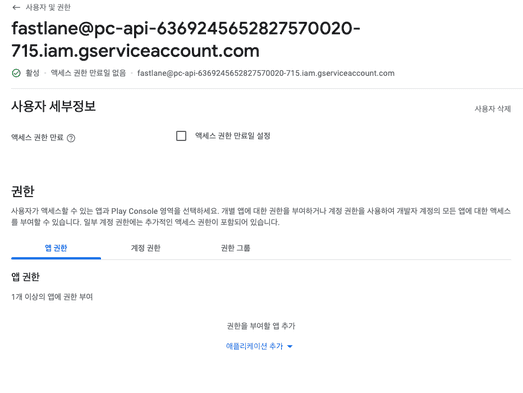 ← 사용자 및 권한
fastlane@pc-api-6369245652827570020-
715.iam.gserviceaccount.com
활성 · 액세스 권한 만료일 없음 · fastlane@pc-api-6369245652827570020-715.iam.gserviceaccount.com
사용자 세부정보
사용자 삭제
액세스 권한 만료 ?
액세스 권한 만료일 설정
권한
사용자가 액세스할 수 있는 앱과 Play Console 영역을 선택하세요. 개별 앱에 대한 권한을 부여하거나 계정 권한을 사용하여 개발자 계정의 모든 앱에 대한 액세스
를 부여할 수 있습니다. 일부 계정 권한에는 추가적인 액세스 권한이 포함되어 있습니다.
앱 권한 계정 권한 권한 그룹
앱 권한
1개 이상의 앱에 권한 부여
권한을 부여할 앱 추가
애플리케이션 추가